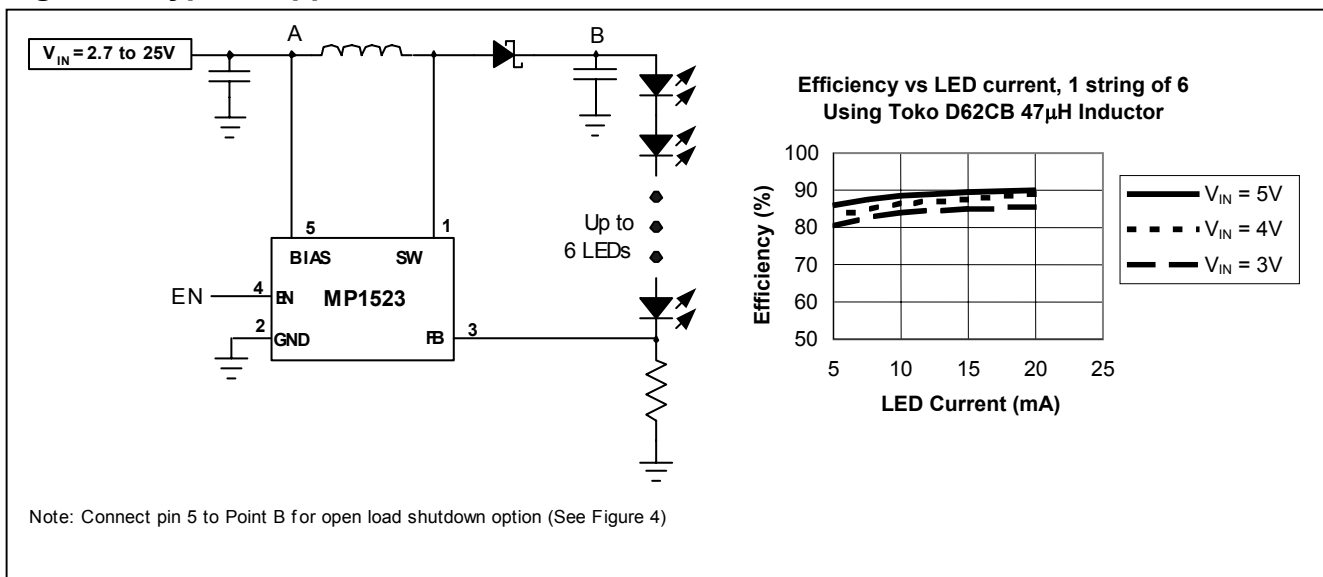 A
B
V_IN = 2.7 to 25V
5
1
BIAS
SW
Up to
6 LEDs
EN
4
EN
MP1523
2
GND
FB
3
Note: Connect pin 5 to Point B for open load shutdown option (See Figure 4)
Efficiency vs LED current, 1 string of 6
Using Toko D62CB 47μH Inductor
Efficiency (%)
100
90
80
70
60
50
5
10
15
20
25
LED Current (mA)
V_IN = 5V
V_IN = 4V
V_IN = 3V